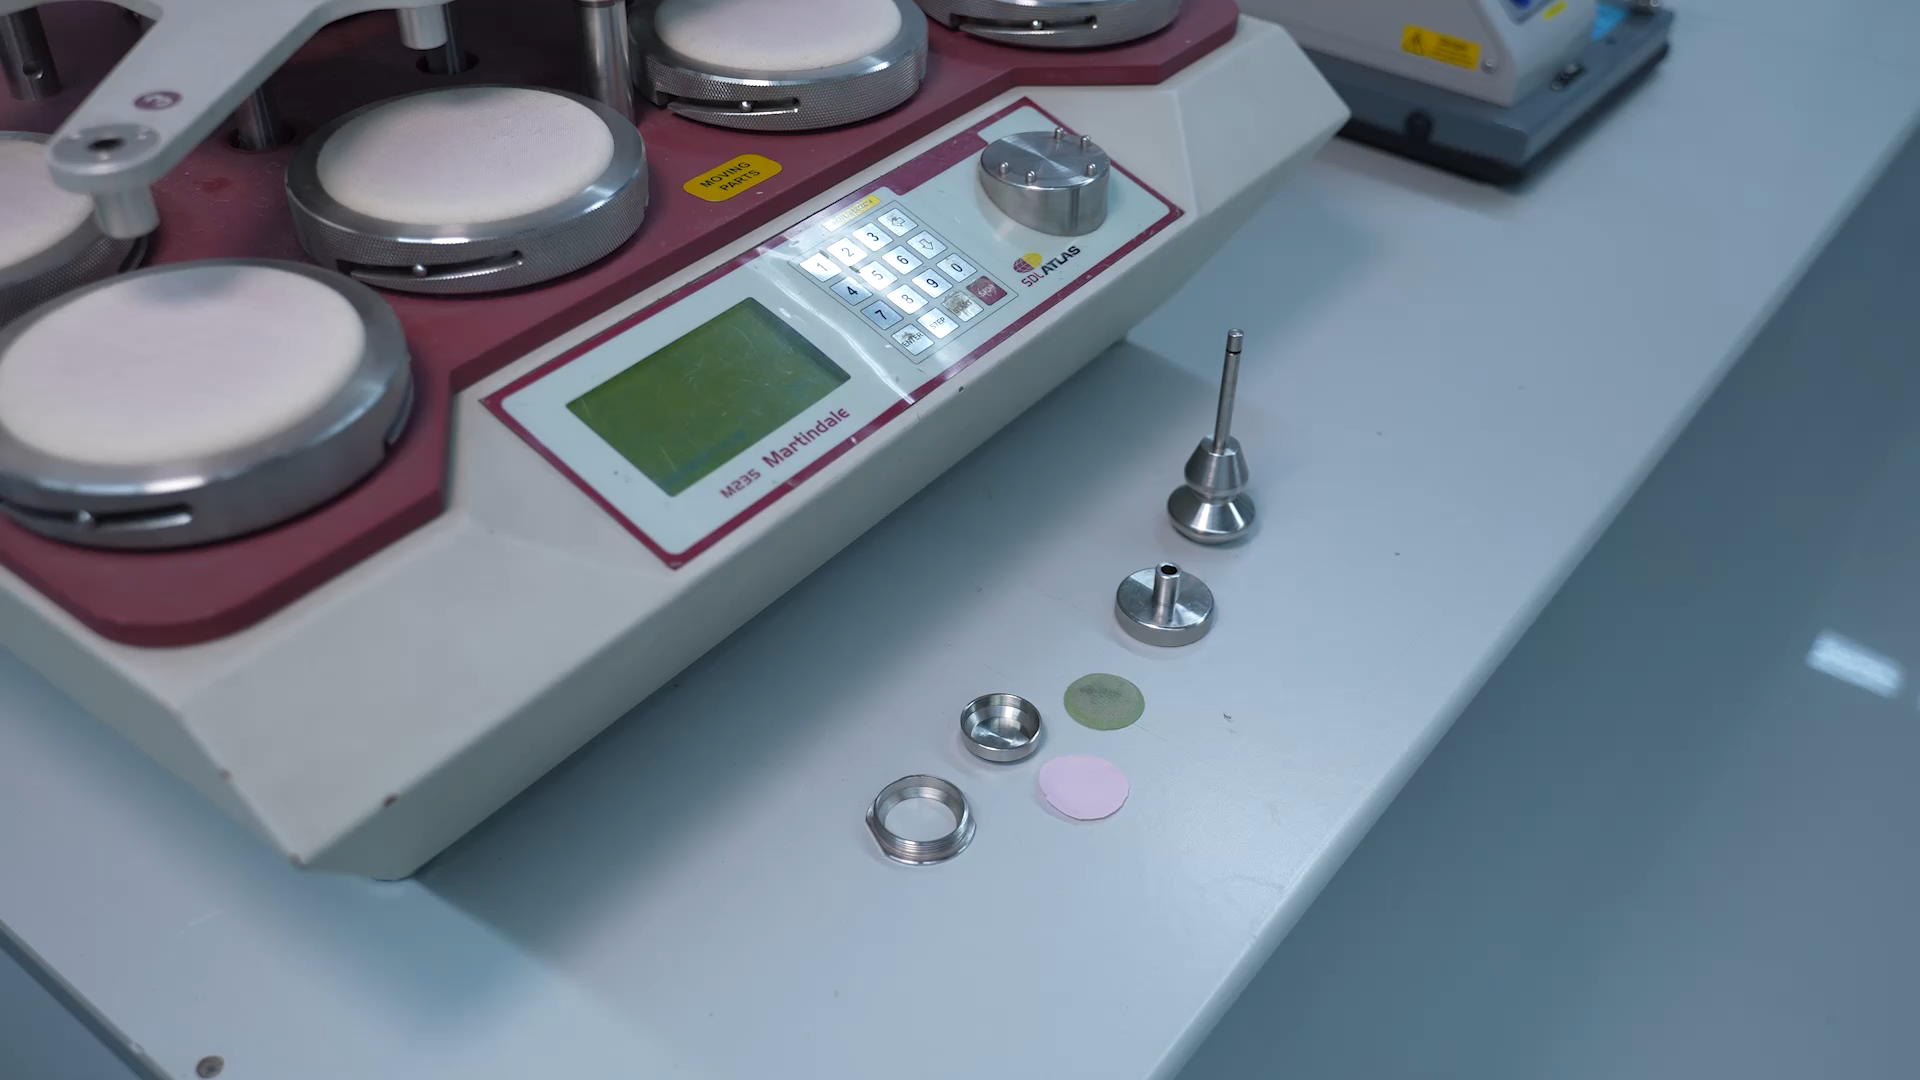 MOVING
PARTS
1 2 3
4 5 6
7 8 9 0
ENTER STEP START STOP
SDL ATLAS
M235 Martindale